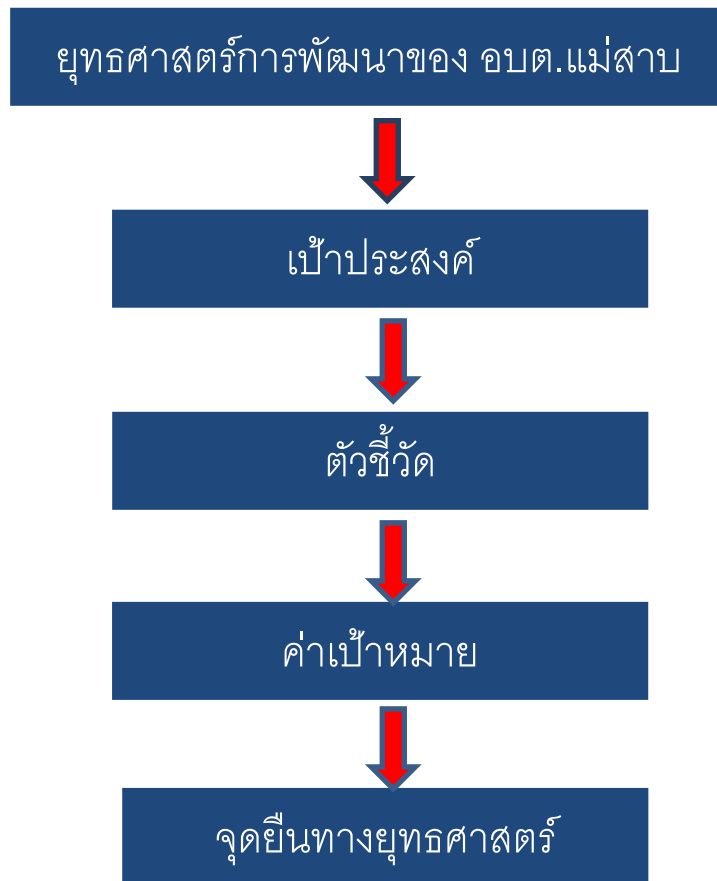 ยุทธศาสตร์การพัฒนาของ อบต.แม่สาบ
เป้าประสงค์
ตัวชี้วัด
ค่าเป้าหมาย
จุดยืนทางยุทธศาสตร์